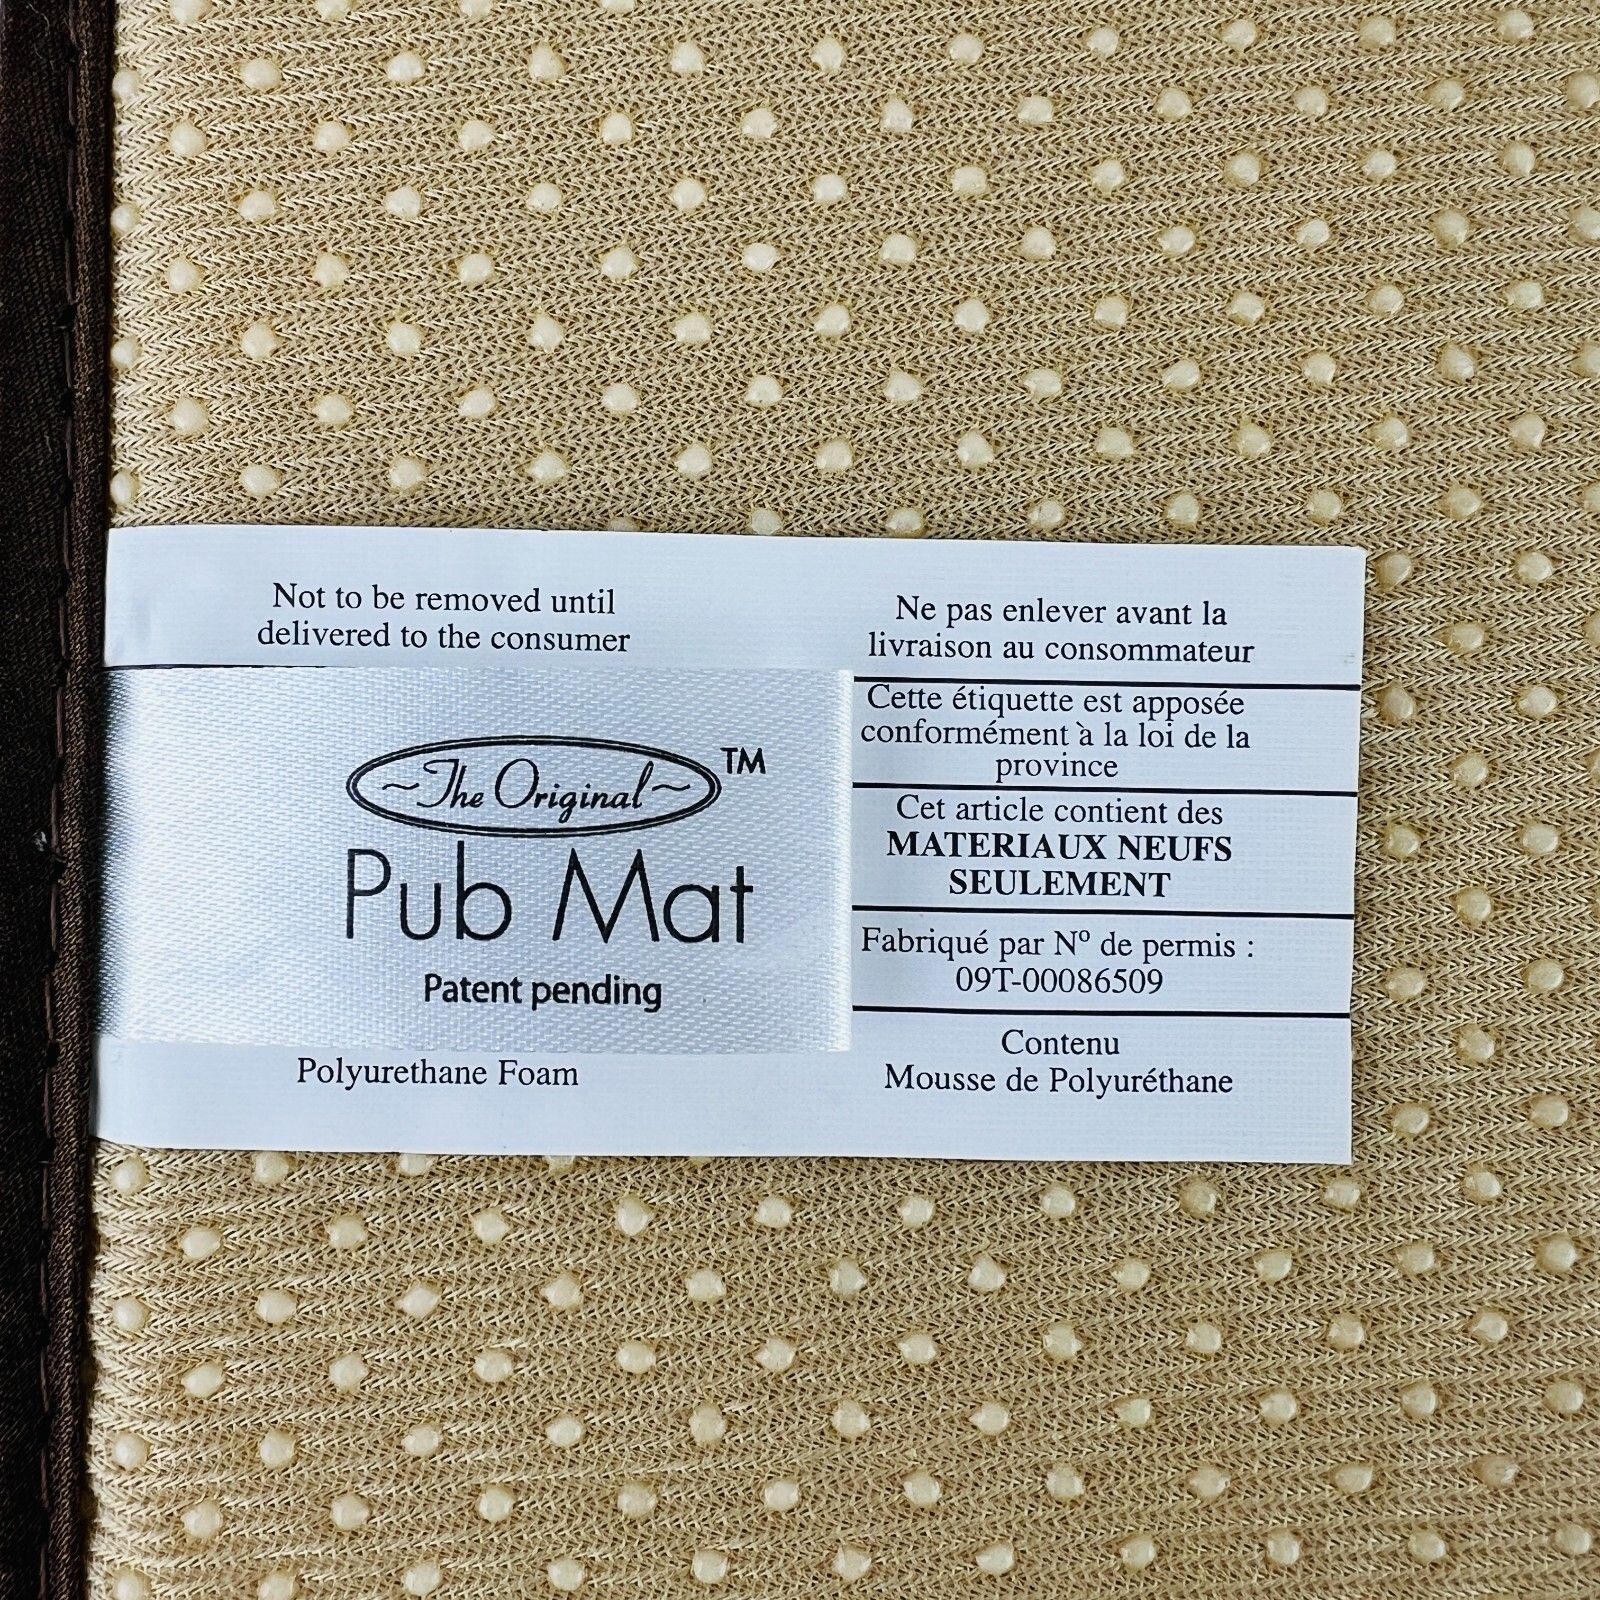 Not to be removed until
delivered to the consumer
~The Original~ TM
Pub Mat
Patent pending
Polyurethane Foam
Ne pas enlever avant la
livraison au consommateur
Cette étiquette est apposée
conformément à la loi de la
province
Cet article contient des
MATERIAUX NEUFS
SEULEMENT
Fabriqué par Nº de permis :
09T-00086509
Contenu
Mousse de Polyuréthane